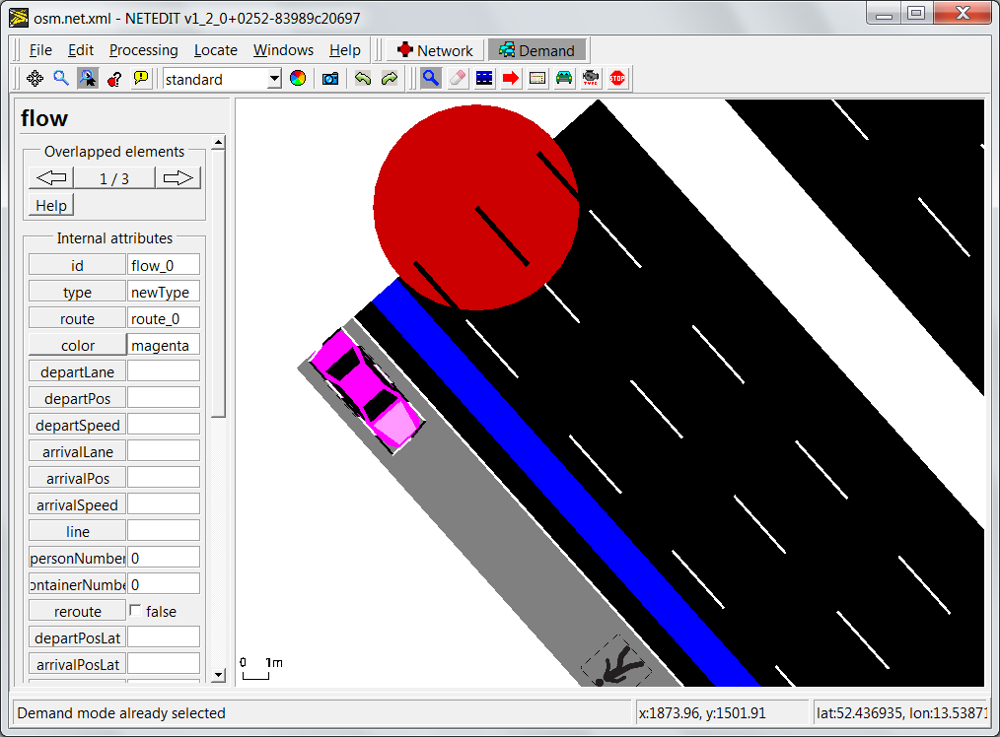 osm.net.xml - NETEDIT v1_2_0+0252-83989c20697
File Edit Processing Locate Windows Help Network Demand
standard TYPE STOP
flow
Overlapped elements
1 / 3
Help
Internal attributes
id flow_0
type newType
route route_0
color magenta
departLane
departPos
departSpeed
arrivalLane
arrivalPos
arrivalSpeed
line
personNumber 0
ontainerNumbe 0
reroute false
departPosLat
arrivalPosLat
0 1m
Demand mode already selected x:1873.96, y:1501.91 lat:52.436935, lon:13.53871